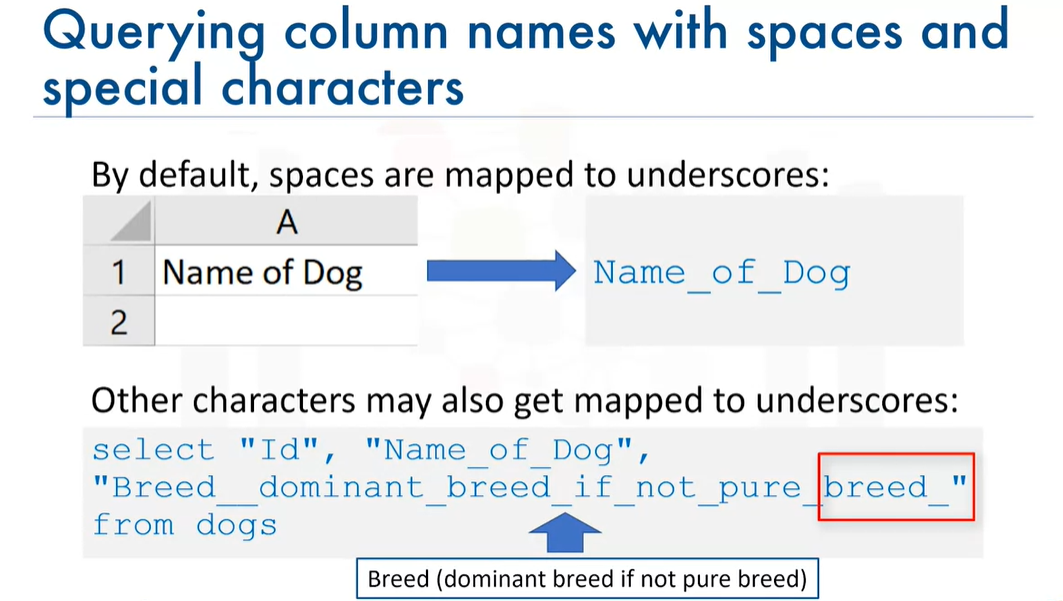 Querying column names with spaces and
special characters
By default, spaces are mapped to underscores:
A
1 Name of Dog
2
Name_of_Dog
Other characters may also get mapped to underscores:
select "Id", "Name_of_Dog",
"Breed__dominant_breed_if_not_pure_breed_"
from dogs
Breed (dominant breed if not pure breed)